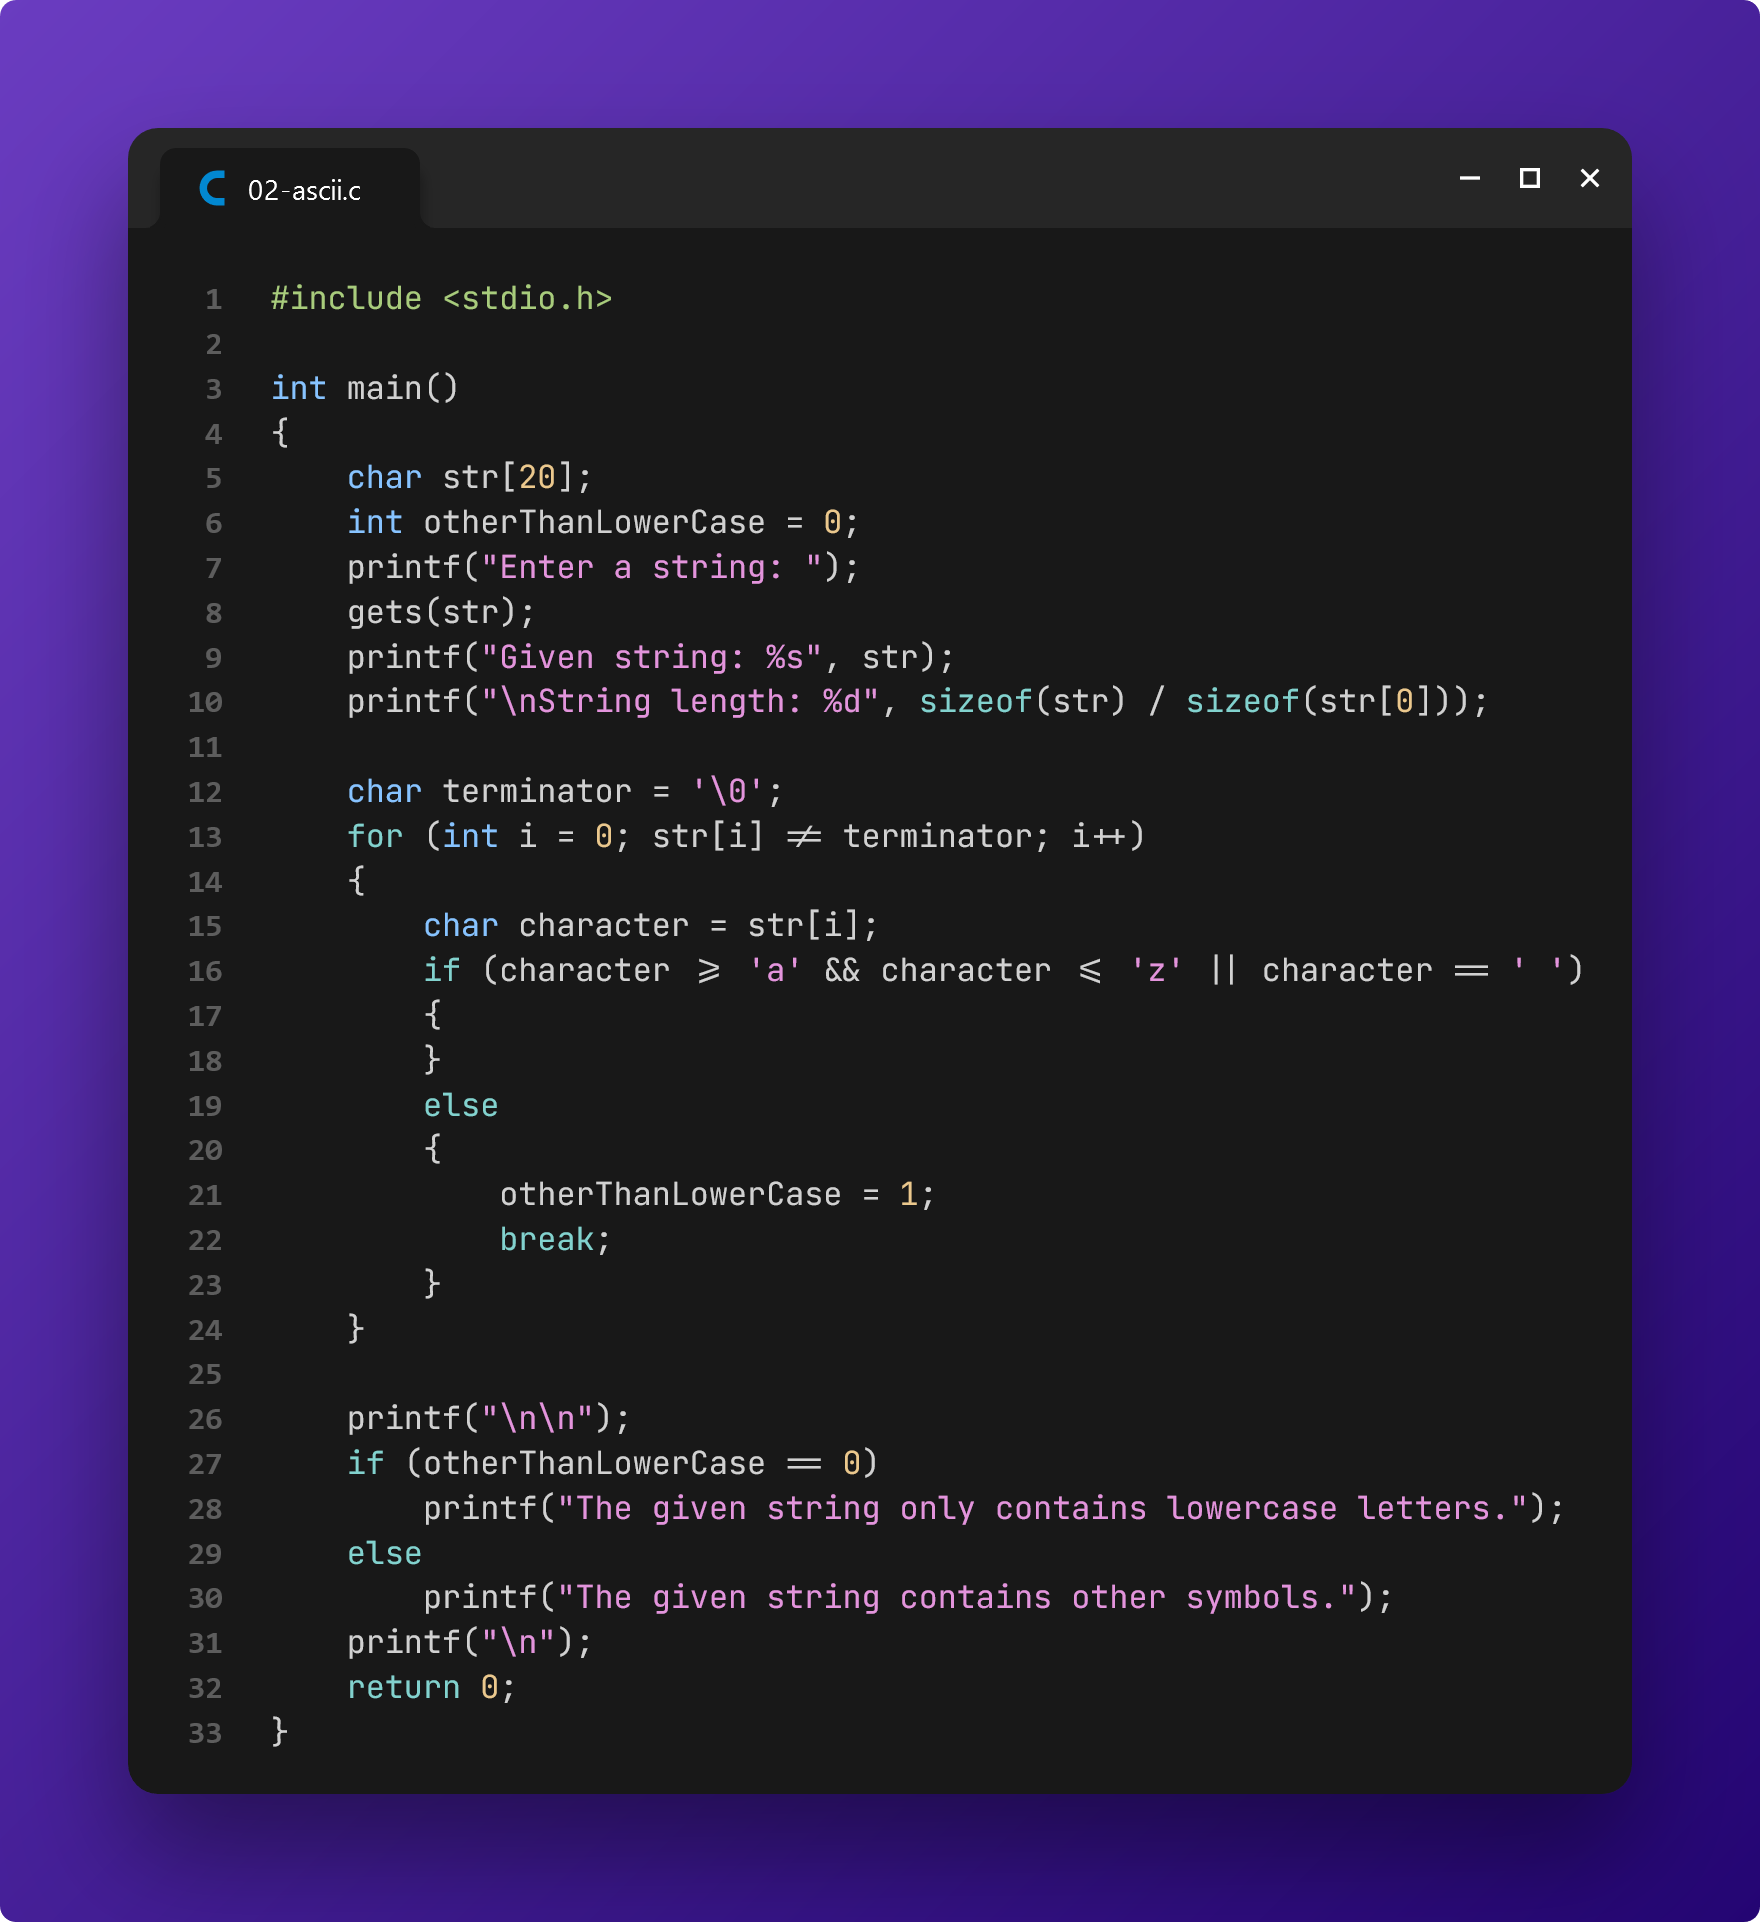 02-ascii.c
1 #include <stdio.h>
2
3 int main()
4 {
5     char str[20];
6     int otherThanLowerCase = 0;
7     printf("Enter a string: ");
8     gets(str);
9     printf("Given string: %s", str);
10     printf("\nString length: %d", sizeof(str) / sizeof(str[0]));
11
12     char terminator = '\0';
13     for (int i = 0; str[i] != terminator; i++)
14     {
15         char character = str[i];
16         if (character >= 'a' && character <= 'z' || character == ' ')
17         {
18         }
19         else
20         {
21             otherThanLowerCase = 1;
22             break;
23         }
24     }
25
26     printf("\n\n");
27     if (otherThanLowerCase == 0)
28         printf("The given string only contains lowercase letters.");
29     else
30         printf("The given string contains other symbols.");
31     printf("\n");
32     return 0;
33 }